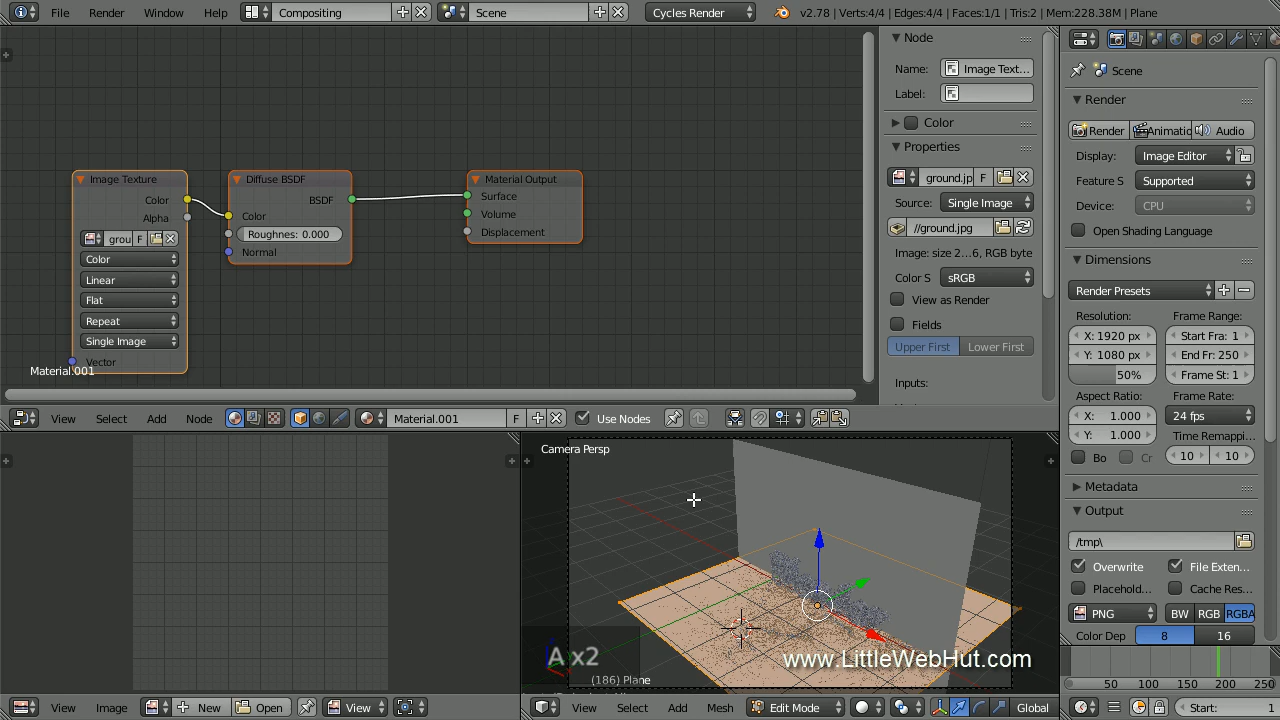 File Render Window Help Compositing Scene Cycles Render v2.78 | Verts:4/4 | Edges:4/4 | Faces:1/1 | Tris:2 | Mem:228.38M | Plane
Node
Name: Image Text...
Label:
Color
Properties
ground.jp F
Source: Single Image
//ground.jpg
Image: size 2...6, RGB byte
Color S sRGB
View as Render
Fields
Upper First Lower First
Inputs:
Scene
Render
Render Animatic Audio
Display: Image Editor
Feature S Supported
Device: CPU
Open Shading Language
Dimensions
Render Presets
Resolution: Frame Range:
X: 1920 px Start Fra: 1
Y: 1080 px End Fr: 250
50% Frame St: 1
Aspect Ratio: Frame Rate:
X: 1.000 24 fps
Y: 1.000 Time Remappi...
Bo Cr 10 10
Metadata
Output
/tmp\
Overwrite File Exten...
Placehold... Cache Res...
PNG BW RGB RGBA
Color Dep 8 16
50 100 150 200 250
Start: 1
Image Texture
Color
Alpha
grou F
Color
Linear
Flat
Repeat
Single Image
Vector
Material.001
Diffuse BSDF
BSDF
Color
Roughness: 0.000
Normal
Material Output
Surface
Volume
Displacement
View Select Add Node Material.001 F Use Nodes
Camera Persp
A x2
(186) Plane
www.LittleWebHut.com
View Image New Open View
View Select Add Mesh Edit Mode Global